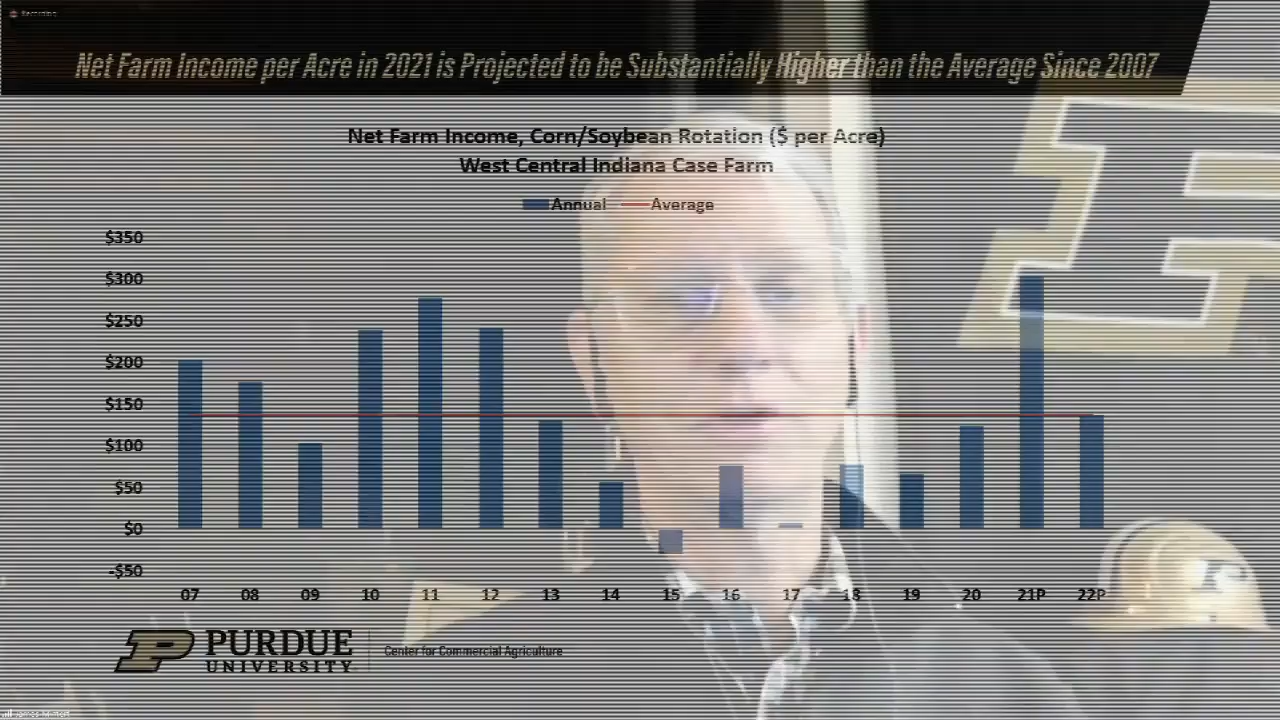 Recording
Net Farm Income per Acre in 2021 is Projected to be Substantially Higher than the Average Since 2007
Net Farm Income, Corn/Soybean Rotation ($ per Acre)
West Central Indiana Case Farm
Annual Average
$350
$300
$250
$200
$150
$100
$50
$0
-$50
07 08 09 10 11 12 13 14 15 16 17 18 19 20 21P 22P
PURDUE
UNIVERSITY
Center for Commercial Agriculture